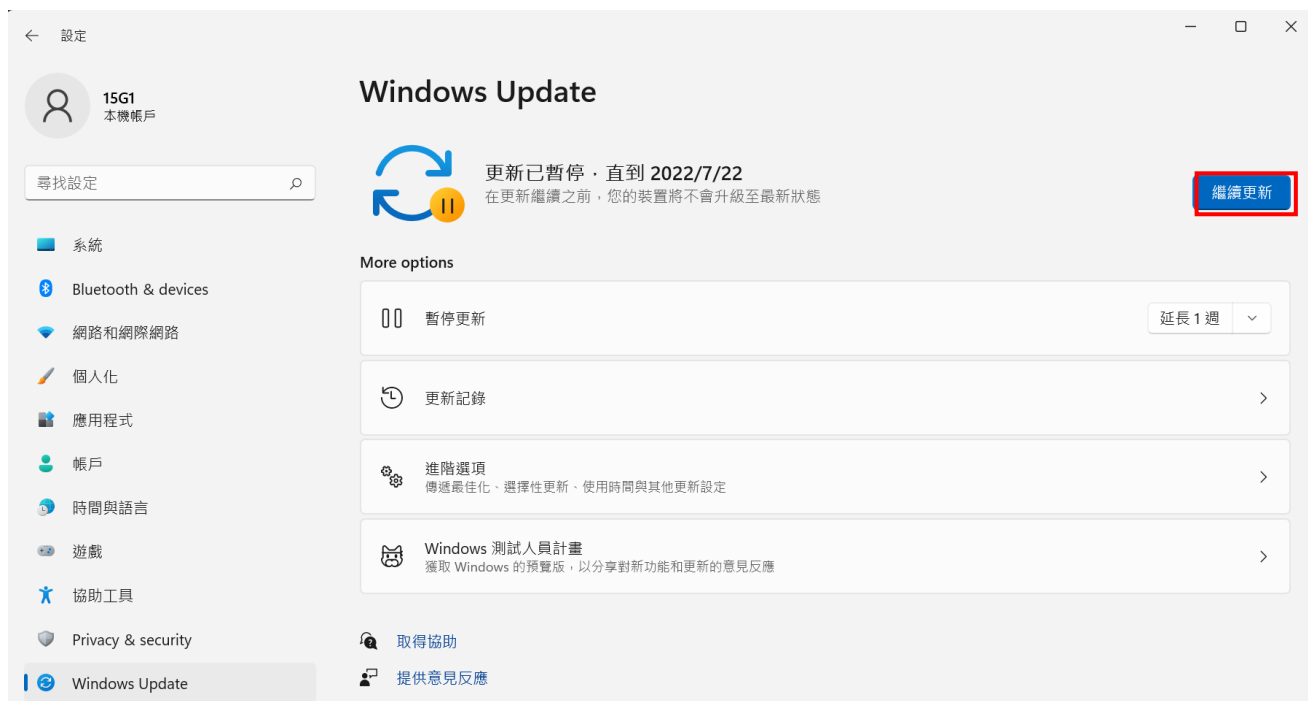 設定
15G1
本機帳戶
尋找設定
系統
Bluetooth & devices
網路和網際網路
個人化
應用程式
帳戶
時間與語言
遊戲
協助工具
Privacy & security
Windows Update
Windows Update
更新已暫停，直到 2022/7/22
在更新繼續之前，您的裝置將不會升級至最新狀態
繼續更新
More options
暫停更新
延長 1 週
更新記錄
進階選項
傳遞最佳化、選擇性更新、使用時間與其他更新設定
Windows 測試人員計畫
獲取 Windows 的預覽版，以分享對新功能和更新的意見反應
取得協助
提供意見反應